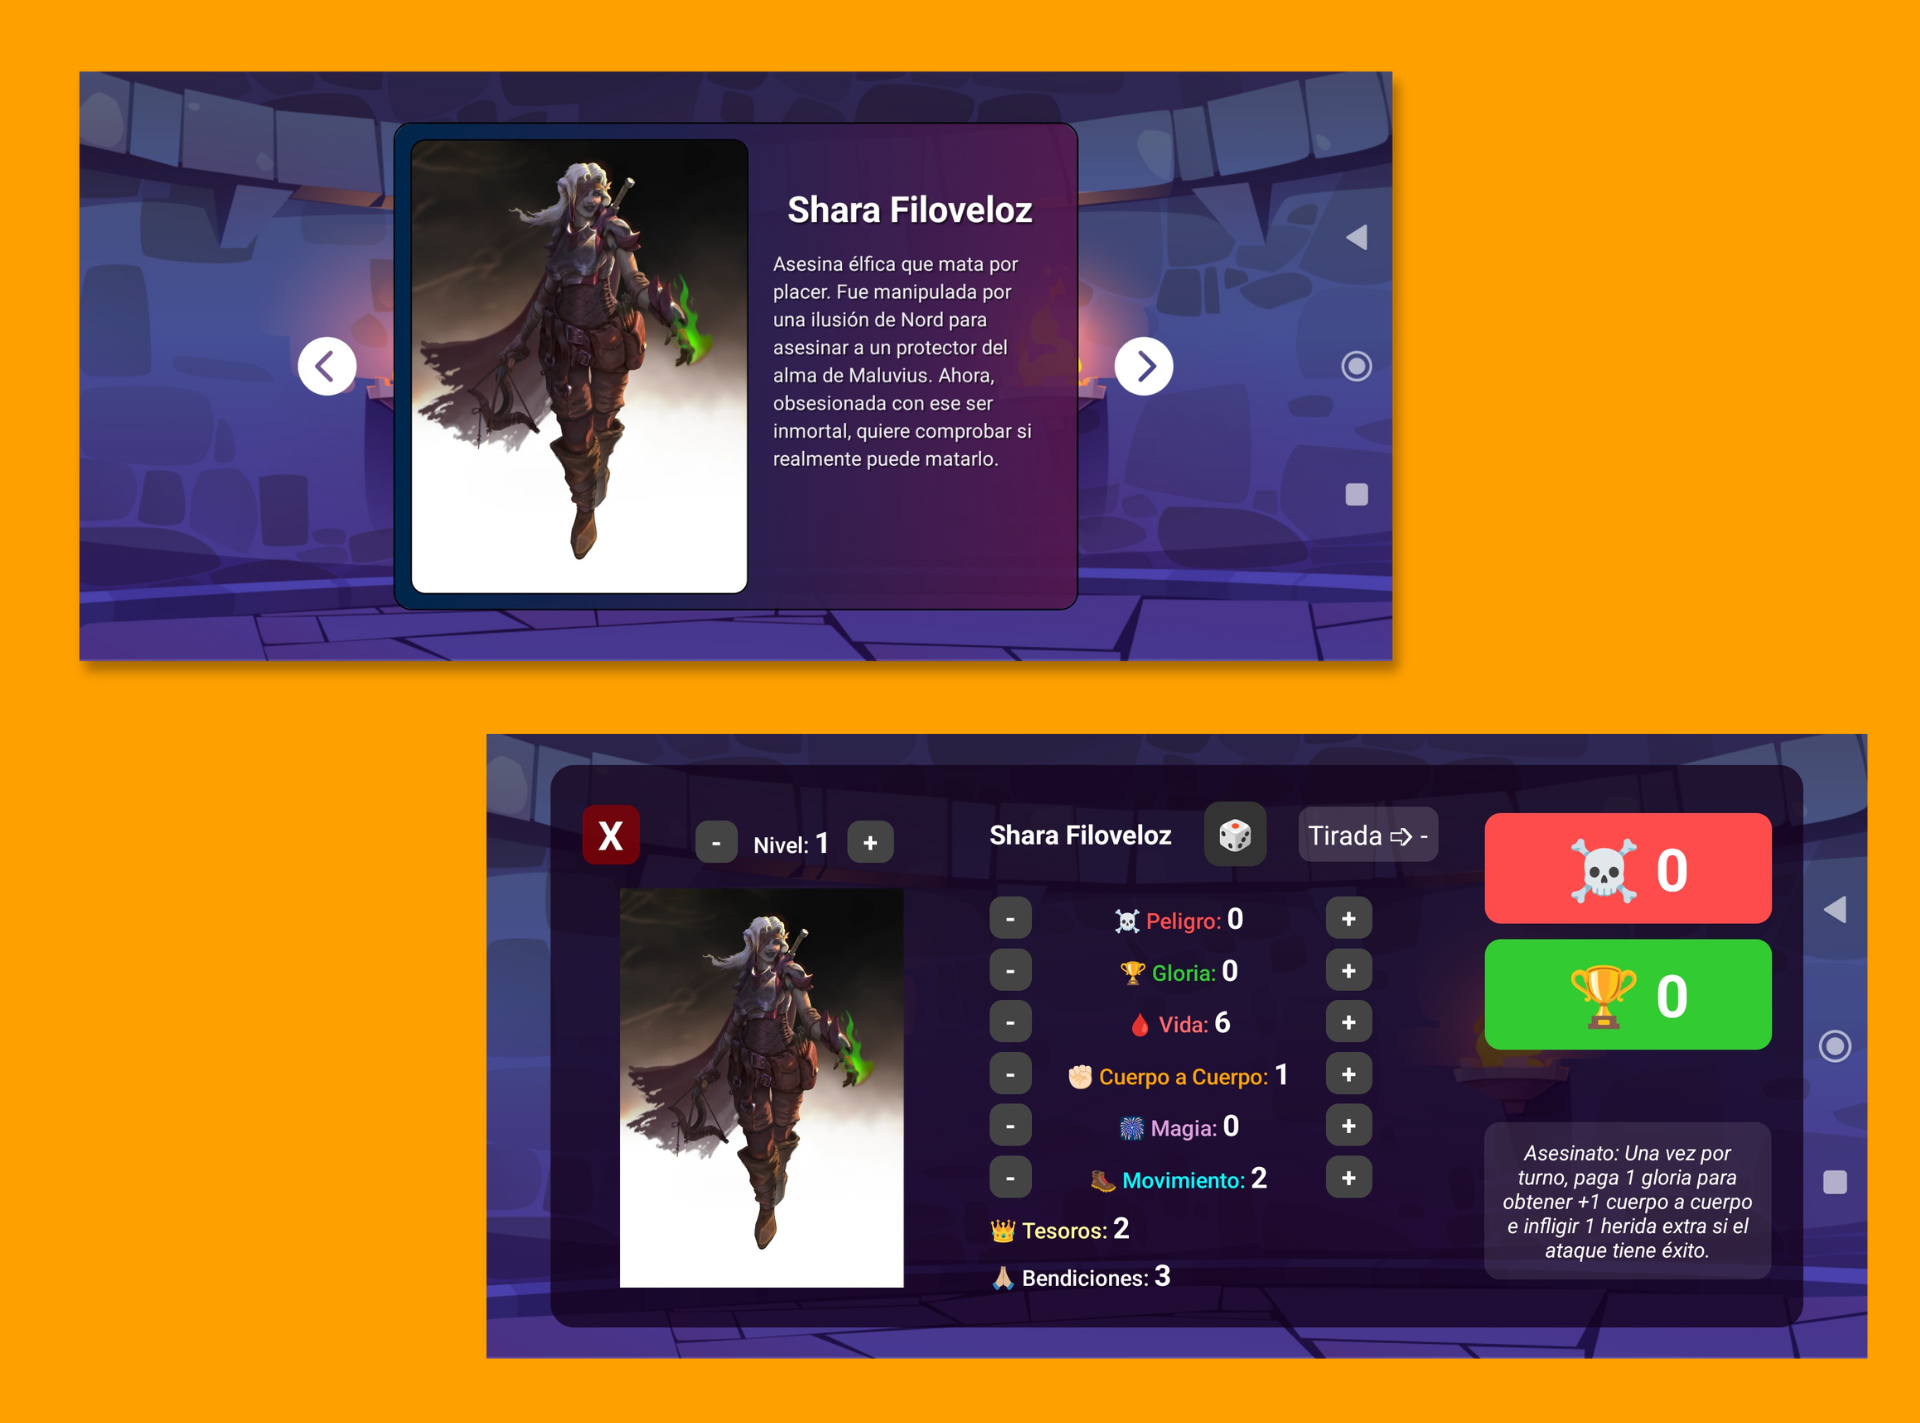 Shara Filoveloz
Asesina élfica que mata por
placer. Fue manipulada por
una ilusión de Nord para
asesinar a un protector del
alma de Maluvius. Ahora,
obsesionada con ese ser
inmortal, quiere comprobar si
realmente puede matarlo.
X
- Nivel: 1 +
Shara Filoveloz
Tirada ➩ -
- ☠️ Peligro: 0 +
- 🏆 Gloria: 0 +
- 🩸 Vida: 6 +
- ✊🏻 Cuerpo a Cuerpo: 1 +
- 🎆 Magia: 0 +
- 🥾 Movimiento: 2 +
👑 Tesoros: 2
🙏🏼 Bendiciones: 3
☠️ 0
🏆 0
Asesinato: Una vez por
turno, paga 1 gloria para
obtener +1 cuerpo a cuerpo
e infligir 1 herida extra si el
ataque tiene éxito.